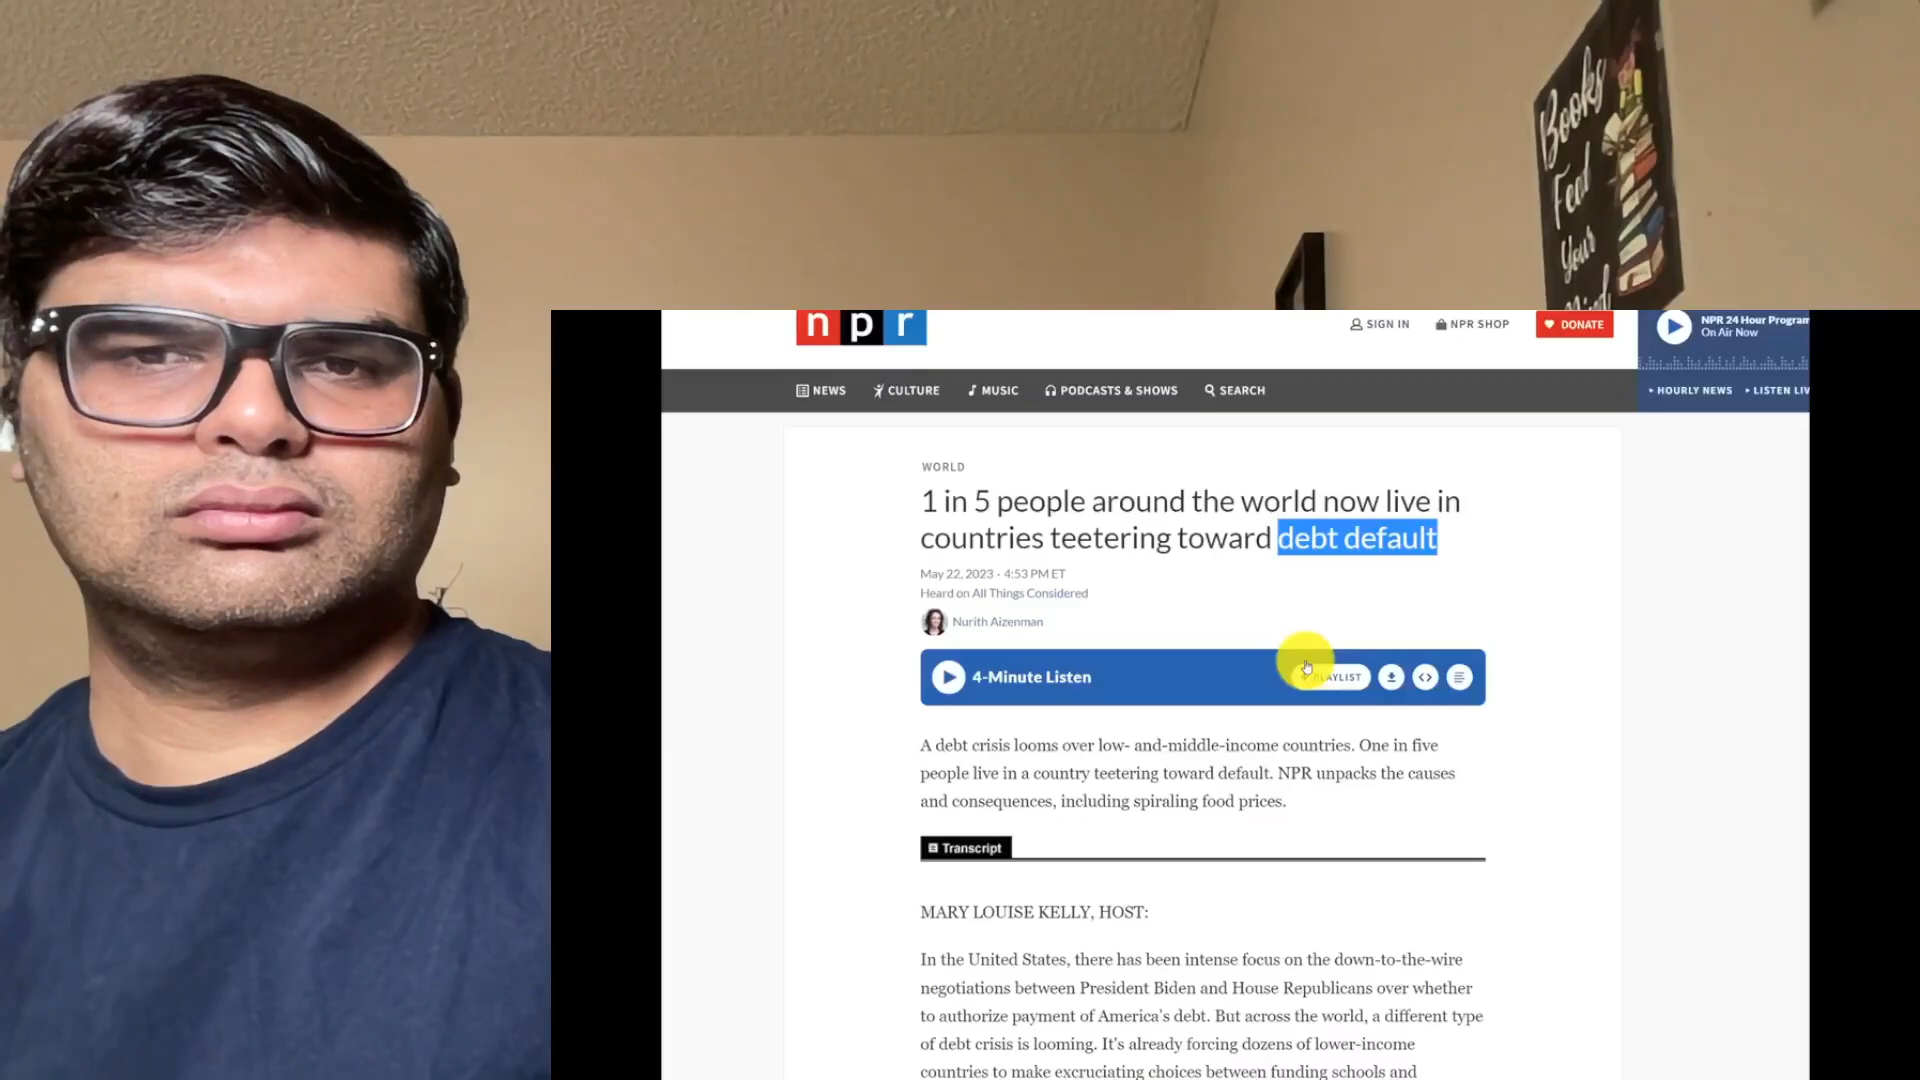 Books
Feed
Your
npr
SIGN IN
NPR SHOP
DONATE
NPR 24 Hour Program
On Air Now
NEWS
CULTURE
MUSIC
PODCASTS & SHOWS
SEARCH
HOURLY NEWS
LISTEN LIV
WORLD
1 in 5 people around the world now live in
countries teetering toward debt default
May 22, 2023 · 4:53 PM ET
Heard on All Things Considered
Nurith Aizenman
4-Minute Listen
PLAYLIST
A debt crisis looms over low- and-middle-income countries. One in five
people live in a country teetering toward default. NPR unpacks the causes
and consequences, including spiraling food prices.
Transcript
MARY LOUISE KELLY, HOST:
In the United States, there has been intense focus on the down-to-the-wire
negotiations between President Biden and House Republicans over whether
to authorize payment of America's debt. But across the world, a different type
of debt crisis is looming. It's already forcing dozens of lower-income
countries to make excruciating choices between funding schools and